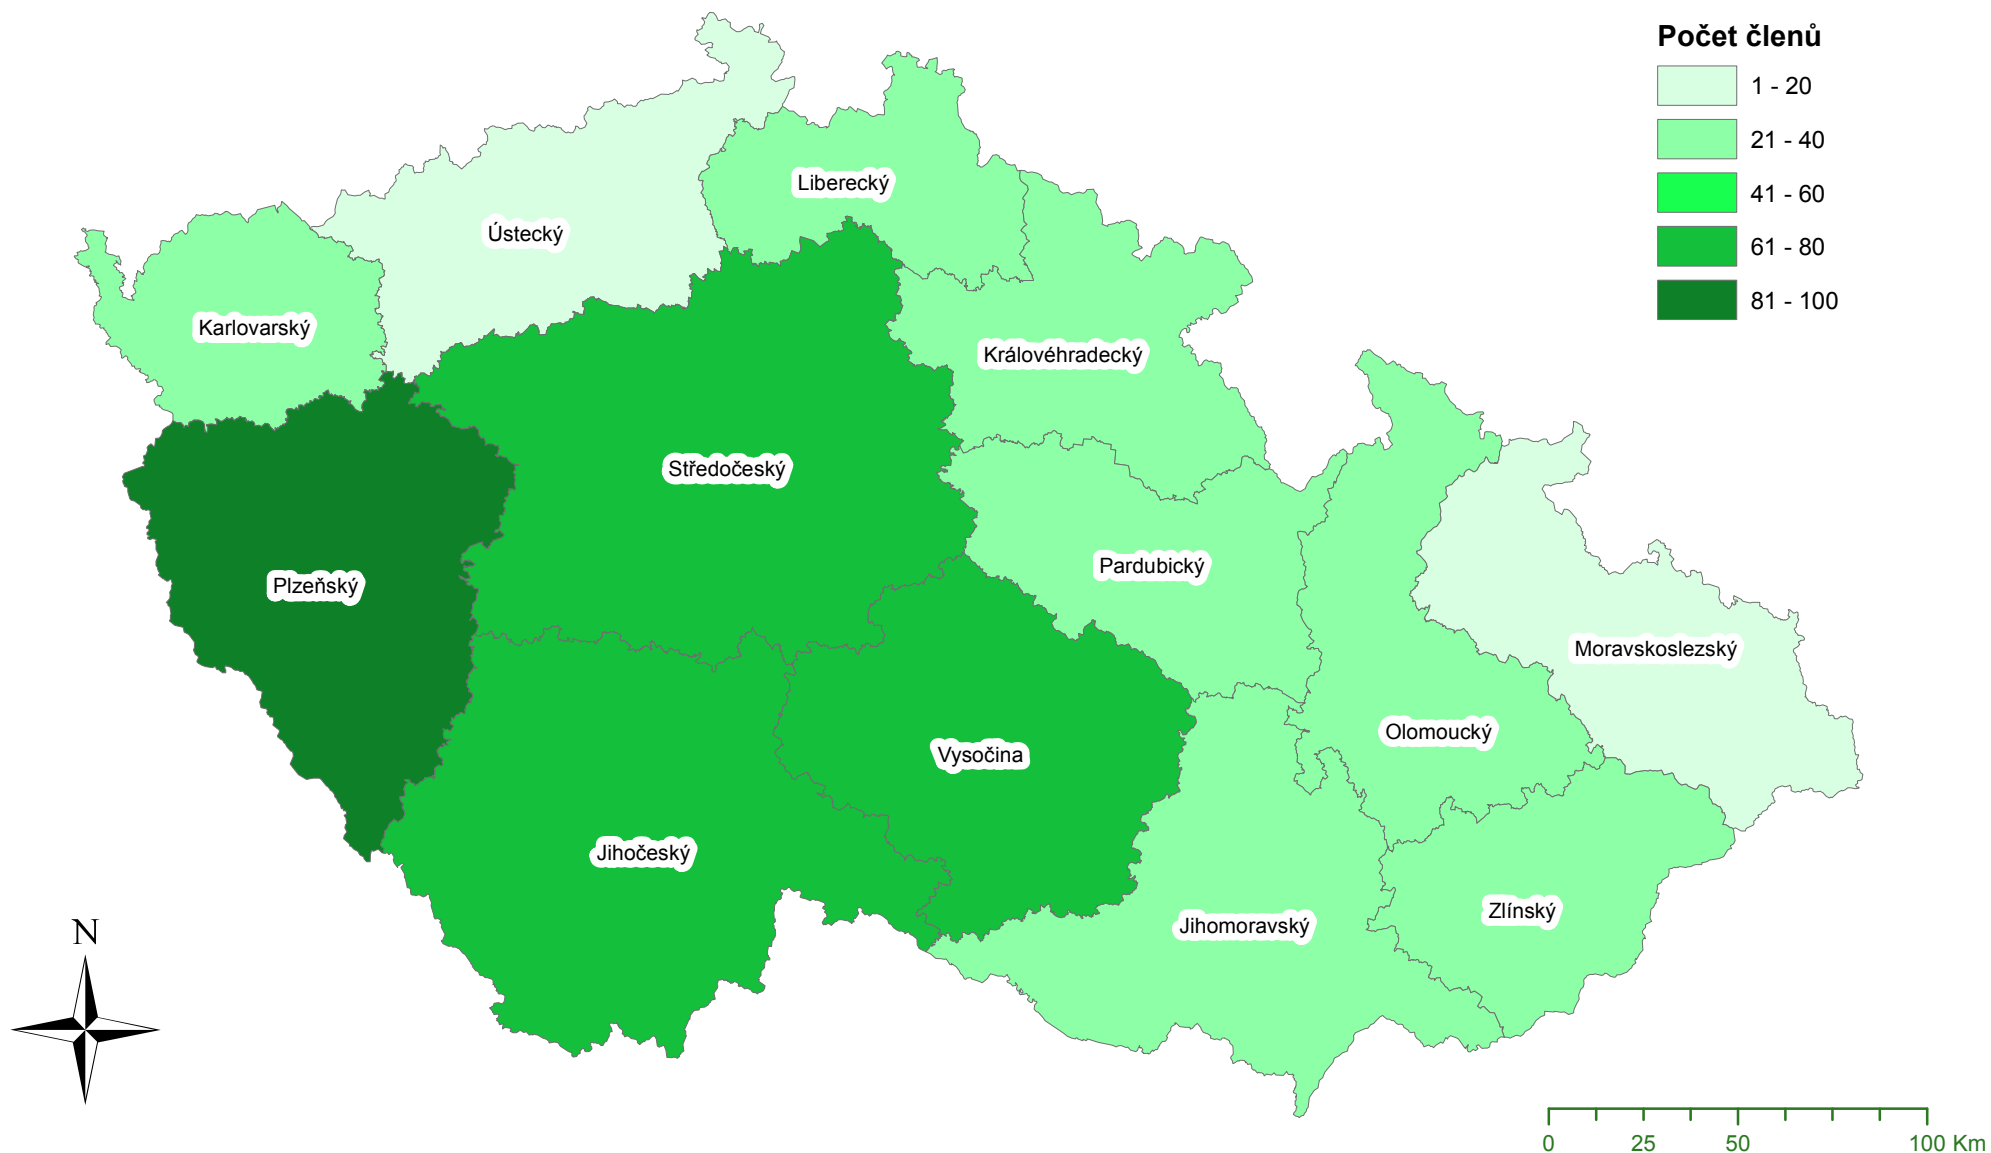 Počet členů
1 - 20
21 - 40
41 - 60
61 - 80
81 - 100
Liberecký
Ústecký
Karlovarský
Královéhradecký
Středočeský
Pardubický
Plzeňský
Moravskoslezský
Olomoucký
Vysočina
Jihočeský
Zlínský
Jihomoravský
N
0 25 50 100 Km